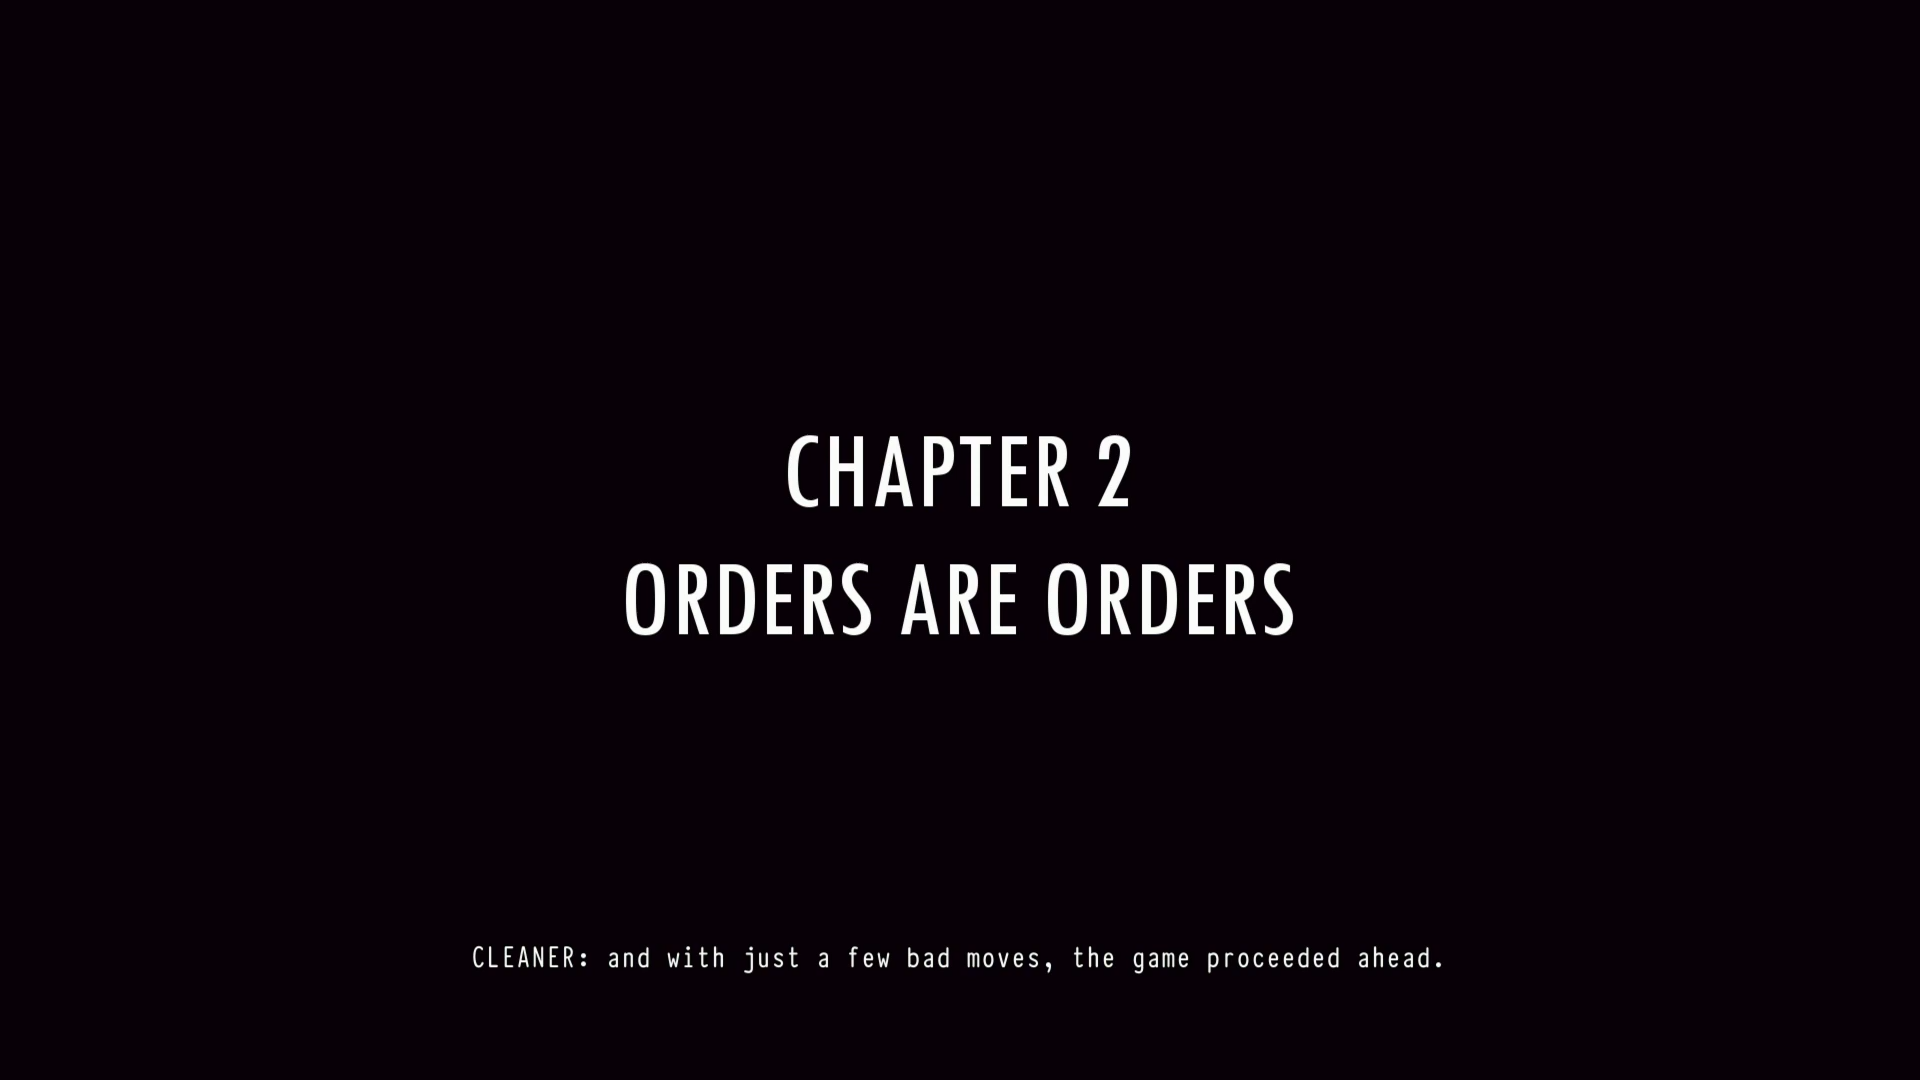 CHAPTER 2
ORDERS ARE ORDERS
CLEANER: and with just a few bad moves, the game proceeded ahead.